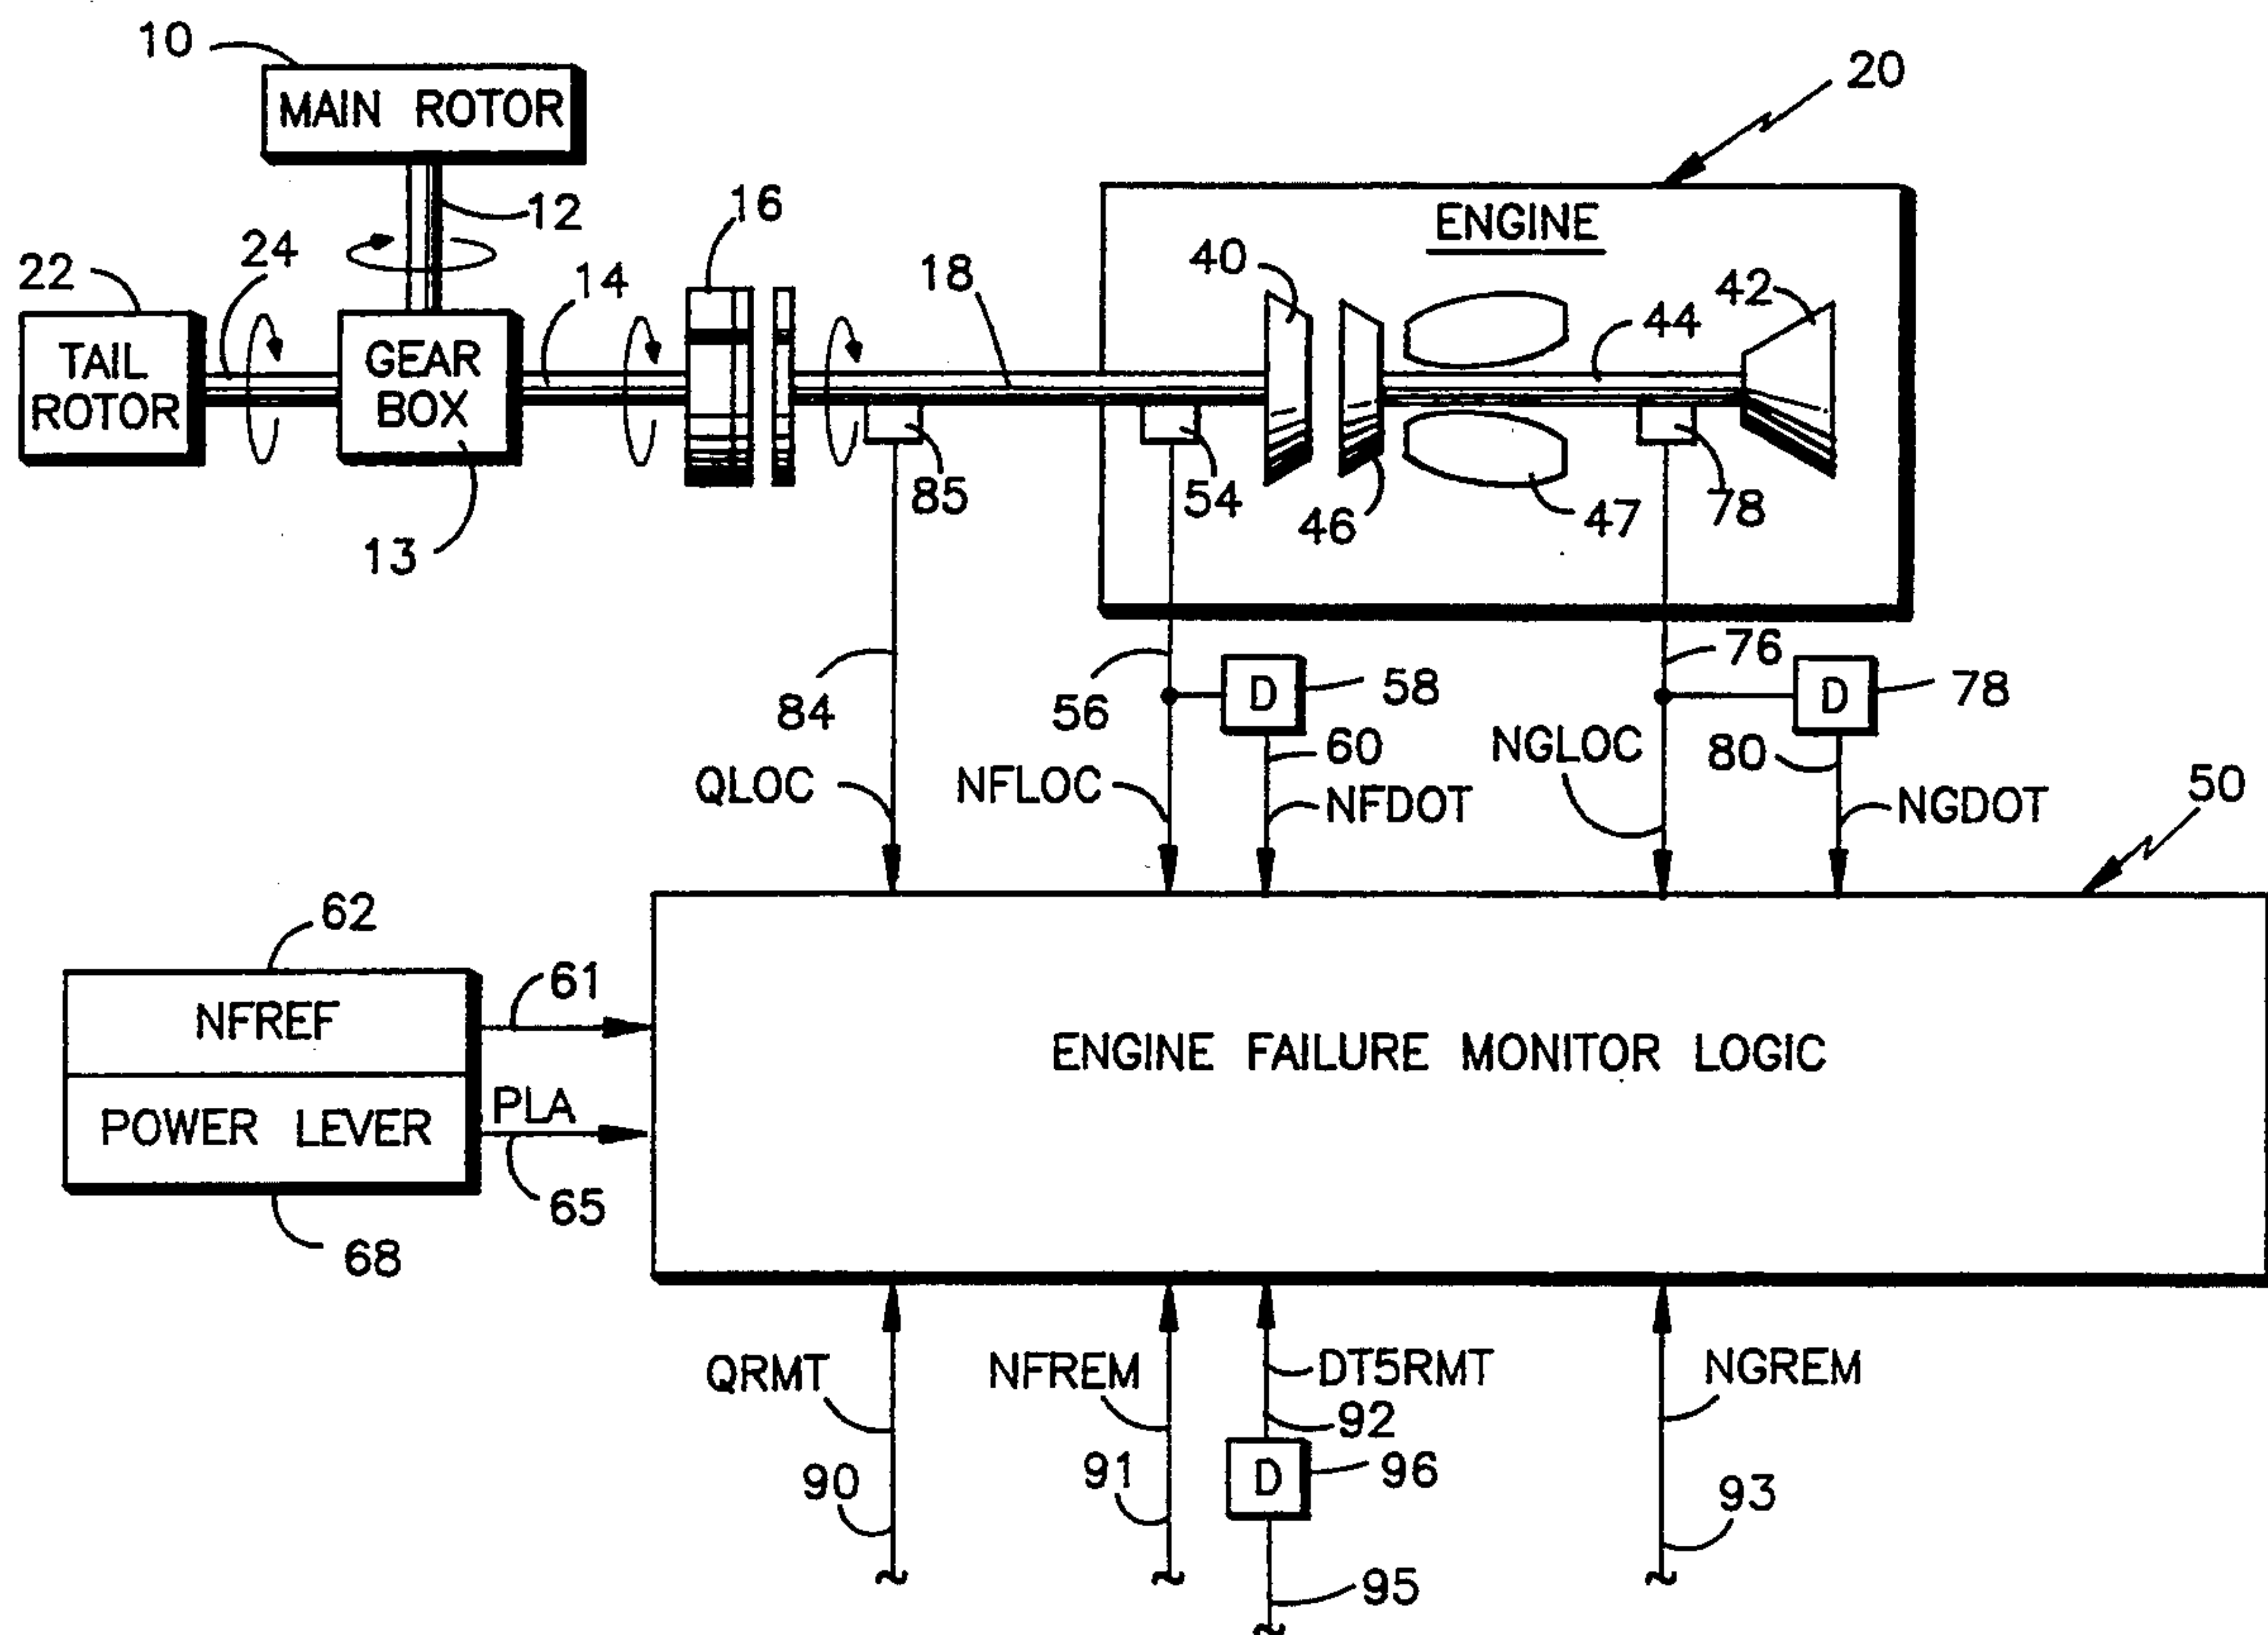 10
MAIN ROTOR
20
12
16
ENGINE
22
24
14
18
40
44
42
TAIL
ROTOR
GEAR
BOX
13
85
54
46
47
78
84
56
D
58
76
D
78
60
80
QLOC
NFLOC
NFDOT
NGLOC
NGDOT
50
62
NFREF
61
ENGINE FAILURE MONITOR LOGIC
POWER LEVER
PLA
65
68
QRMT
NFREM
DT5RMT
NGREM
92
90
91
D
96
93
95